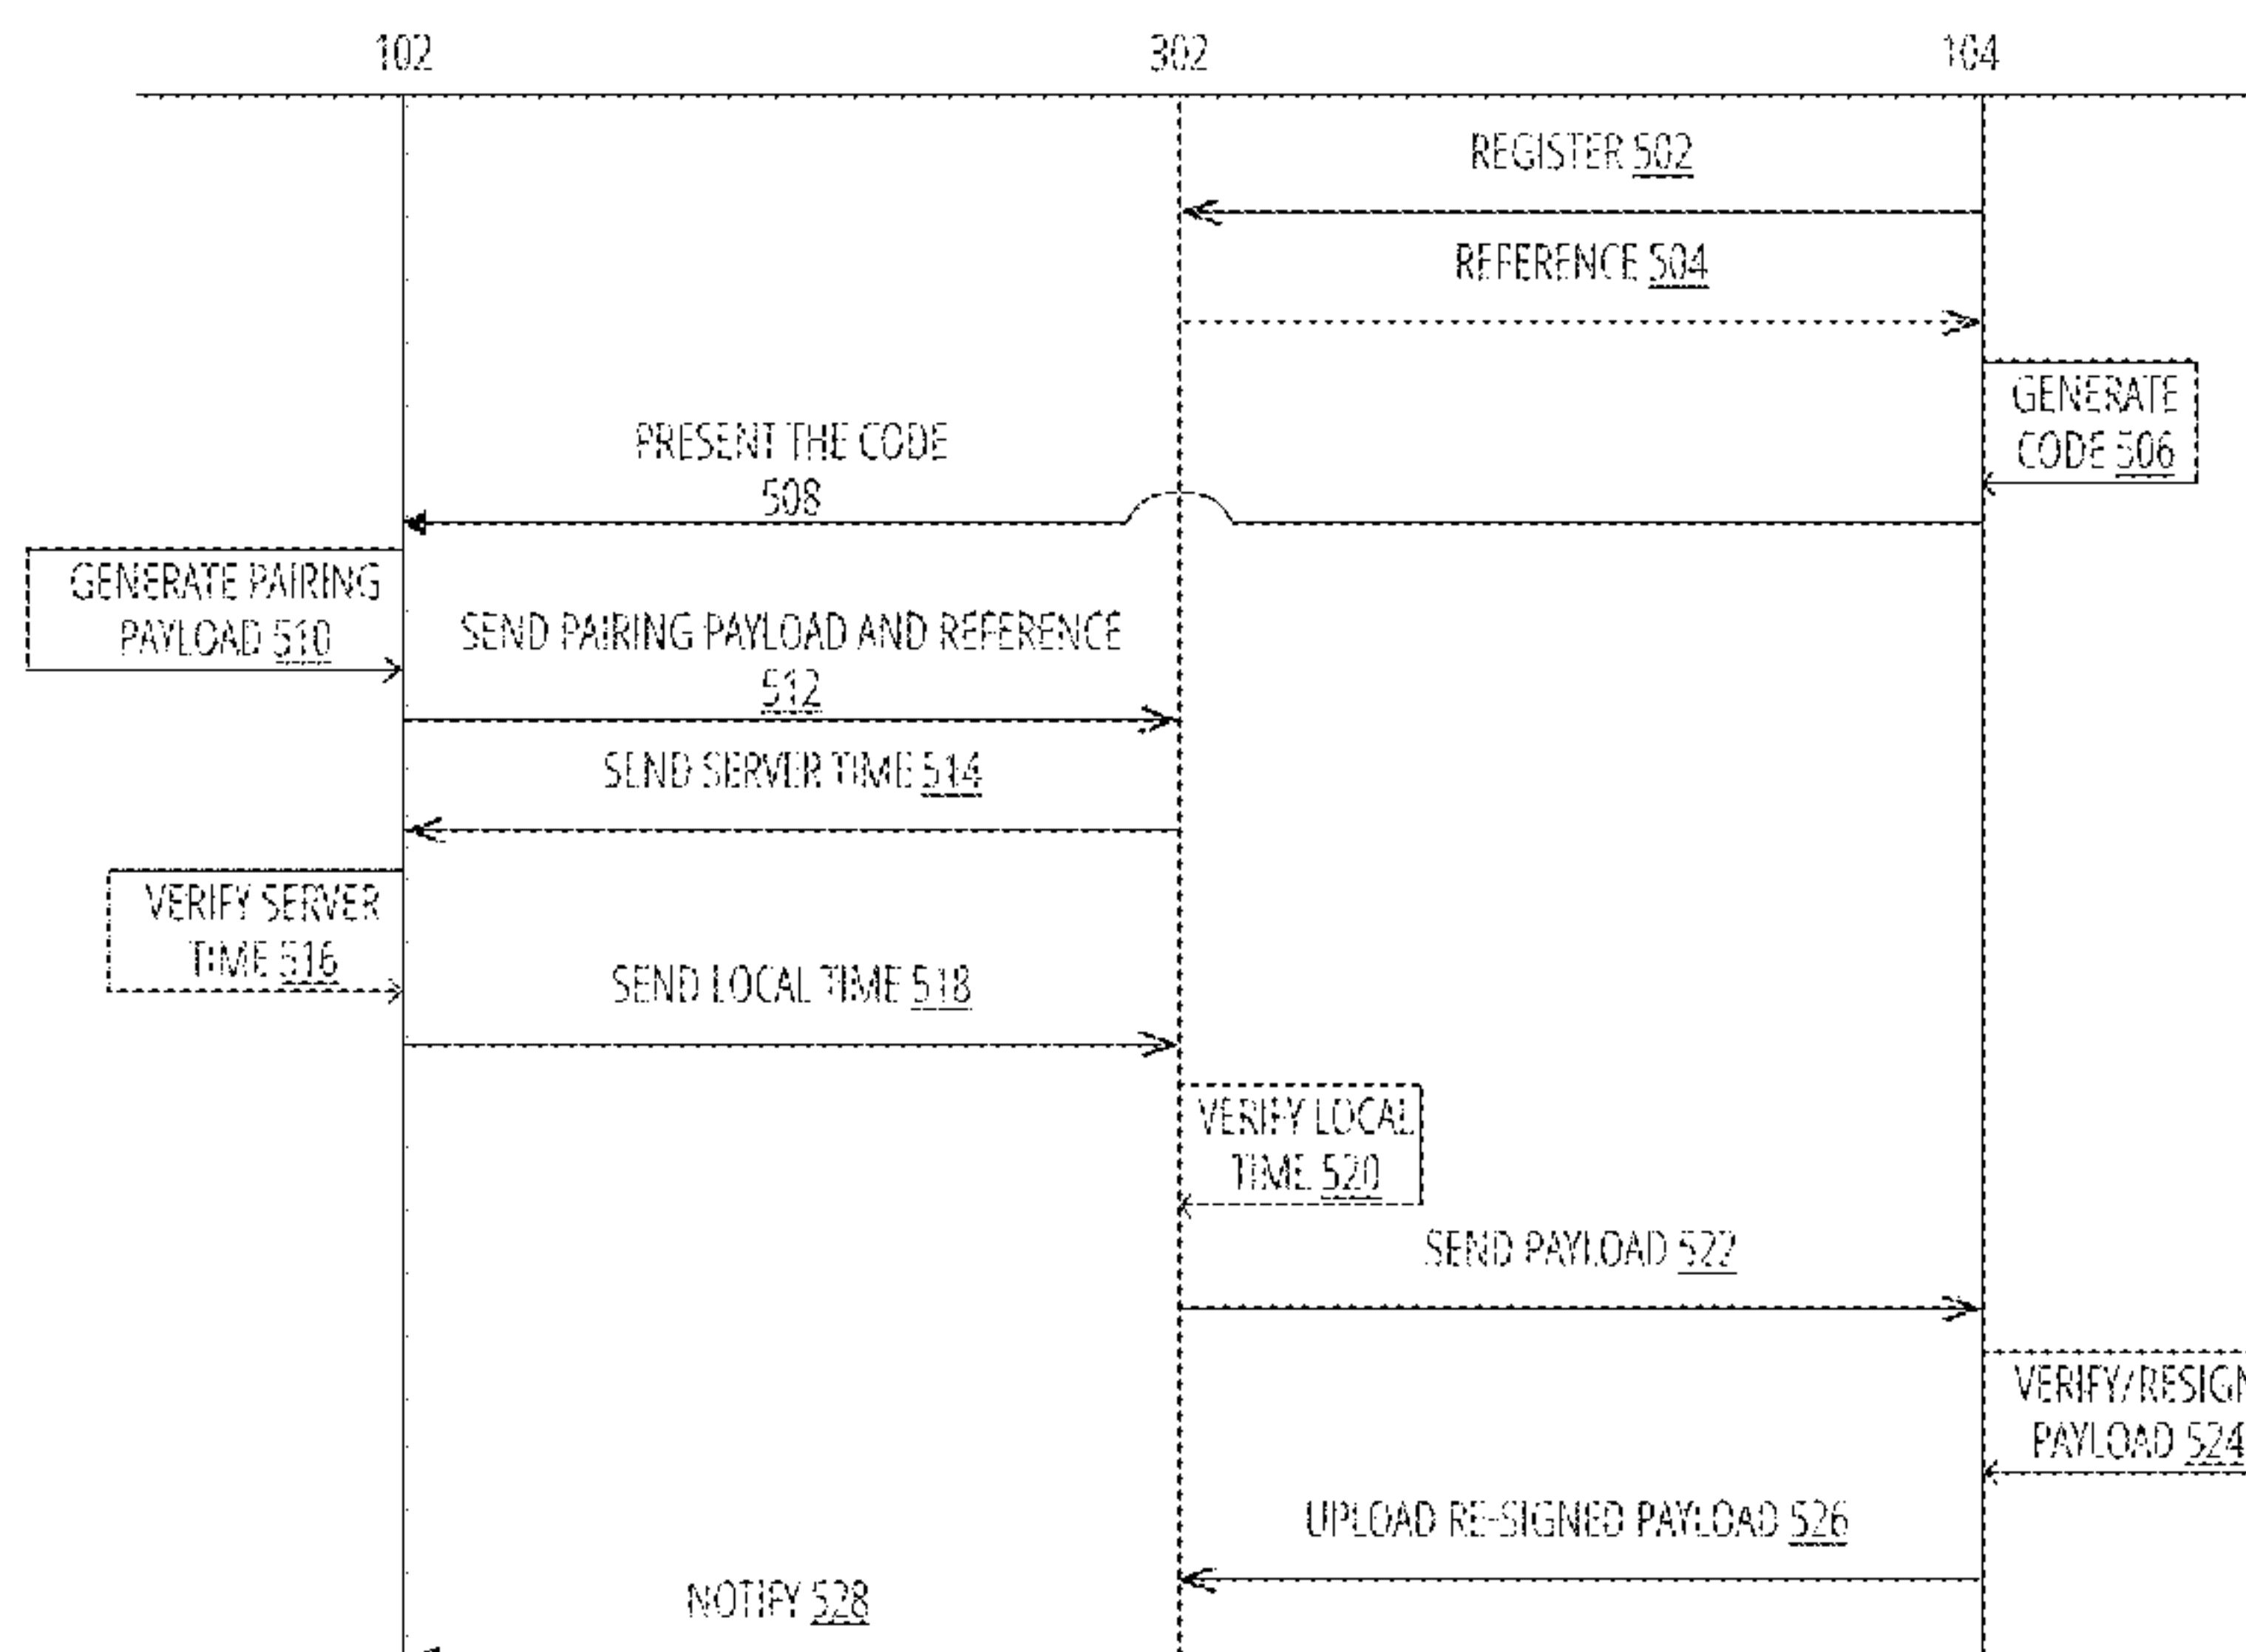 102 302 104
REGISTER 502
REFERENCE 504
GENERATE
CODE 506
PRESENT THE CODE
508
GENERATE PAIRING
PAYLOAD 510
SEND PAIRING PAYLOAD AND REFERENCE
512
SEND SERVER TIME 514
VERIFY SERVER
TIME 516
SEND LOCAL TIME 518
VERIFY LOCAL
TIME 520
SEND PAYLOAD 522
VERIFY/RESIGN
PAYLOAD 524
UPLOAD RE-SIGNED PAYLOAD 526
NOTIFY 528